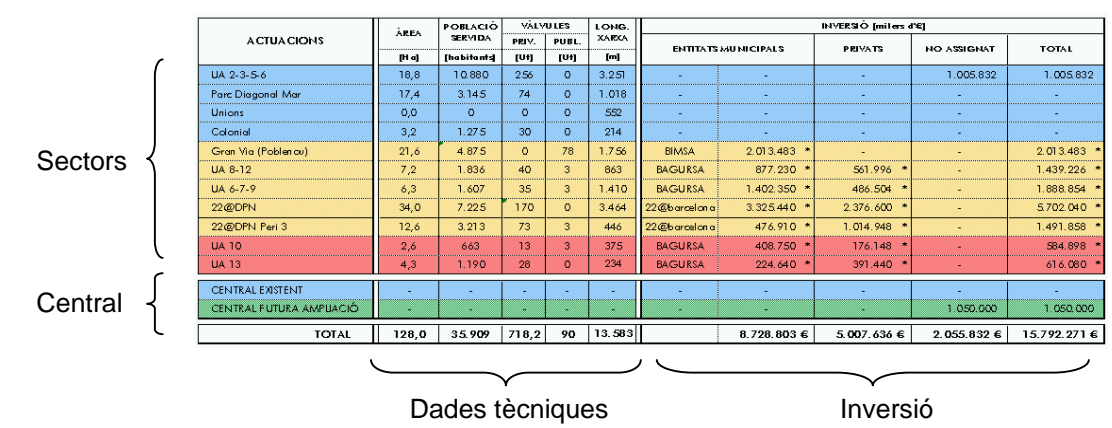 ACTUACIONS ÀREA POBLACIÓ SERVIDA VÀLVULES LONG. XARXA INVERSIÓ [milers d'€]
PRIV. PUBL. ENTITATS MUNICIPALS PRIVATS NO ASSIGNAT TOTAL
[Ha] [habitants] [Ut] [Ut] [m]
UA 2-3-5-6 18,8 10.880 256 0 3.251 - - - 1.005.832 1.005.832
Parc Diagonal Mar 17,4 3.145 74 0 1.018 - - - - -
Unions 0,0 0 0 0 552 - - - - -
Colonial 3,2 1.275 30 0 214 - - - - -
Gran Via (Poblenou) 21,6 4.875 0 78 1.756 BIMSA 2.013.483 * - - 2.013.483 *
UA 8-12 7,2 1.836 40 3 863 BAGURSA 877.230 * 561.996 * - 1.439.226 *
UA 6-7-9 6,3 1.607 35 3 1.410 BAGURSA 1.402.350 * 486.504 * - 1.888.854 *
22@DPN 34,0 7.225 170 0 3.464 22@barcelona 3.325.440 * 2.376.600 * - 5.702.040 *
22@DPN Peri 3 12,6 3.213 73 3 446 22@barcelona 476.910 * 1.014.948 * - 1.491.858 *
UA 10 2,6 663 13 3 375 BAGURSA 408.750 * 176.148 * - 584.898 *
UA 13 4,3 1.190 28 0 234 BAGURSA 224.640 * 391.440 * - 616.080 *
Sectors
CENTRAL EXISTENT - - - - - - - - - -
CENTRAL FUTURA AMPLIACIÓ - - - - - - - - 1.050.000 1.050.000
Central
TOTAL 128,0 35.909 718,2 90 13.583 8.728.803 € 5.007.636 € 2.055.832 € 15.792.271 €
Dades tècniques Inversió